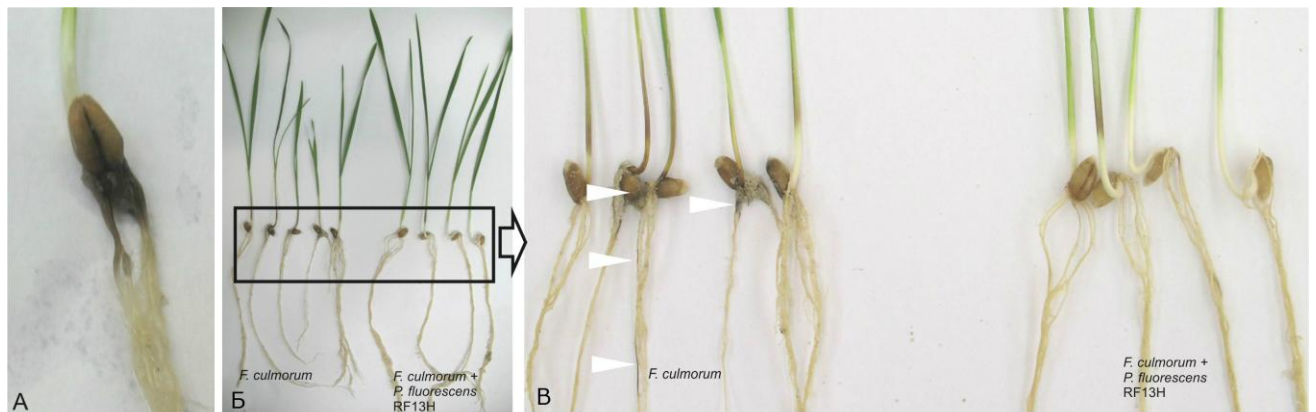 А
F. culmorum
F. culmorum +
P. fluorescens
RF13H
Б
F. culmorum
F. culmorum +
P. fluorescens
RF13H
В